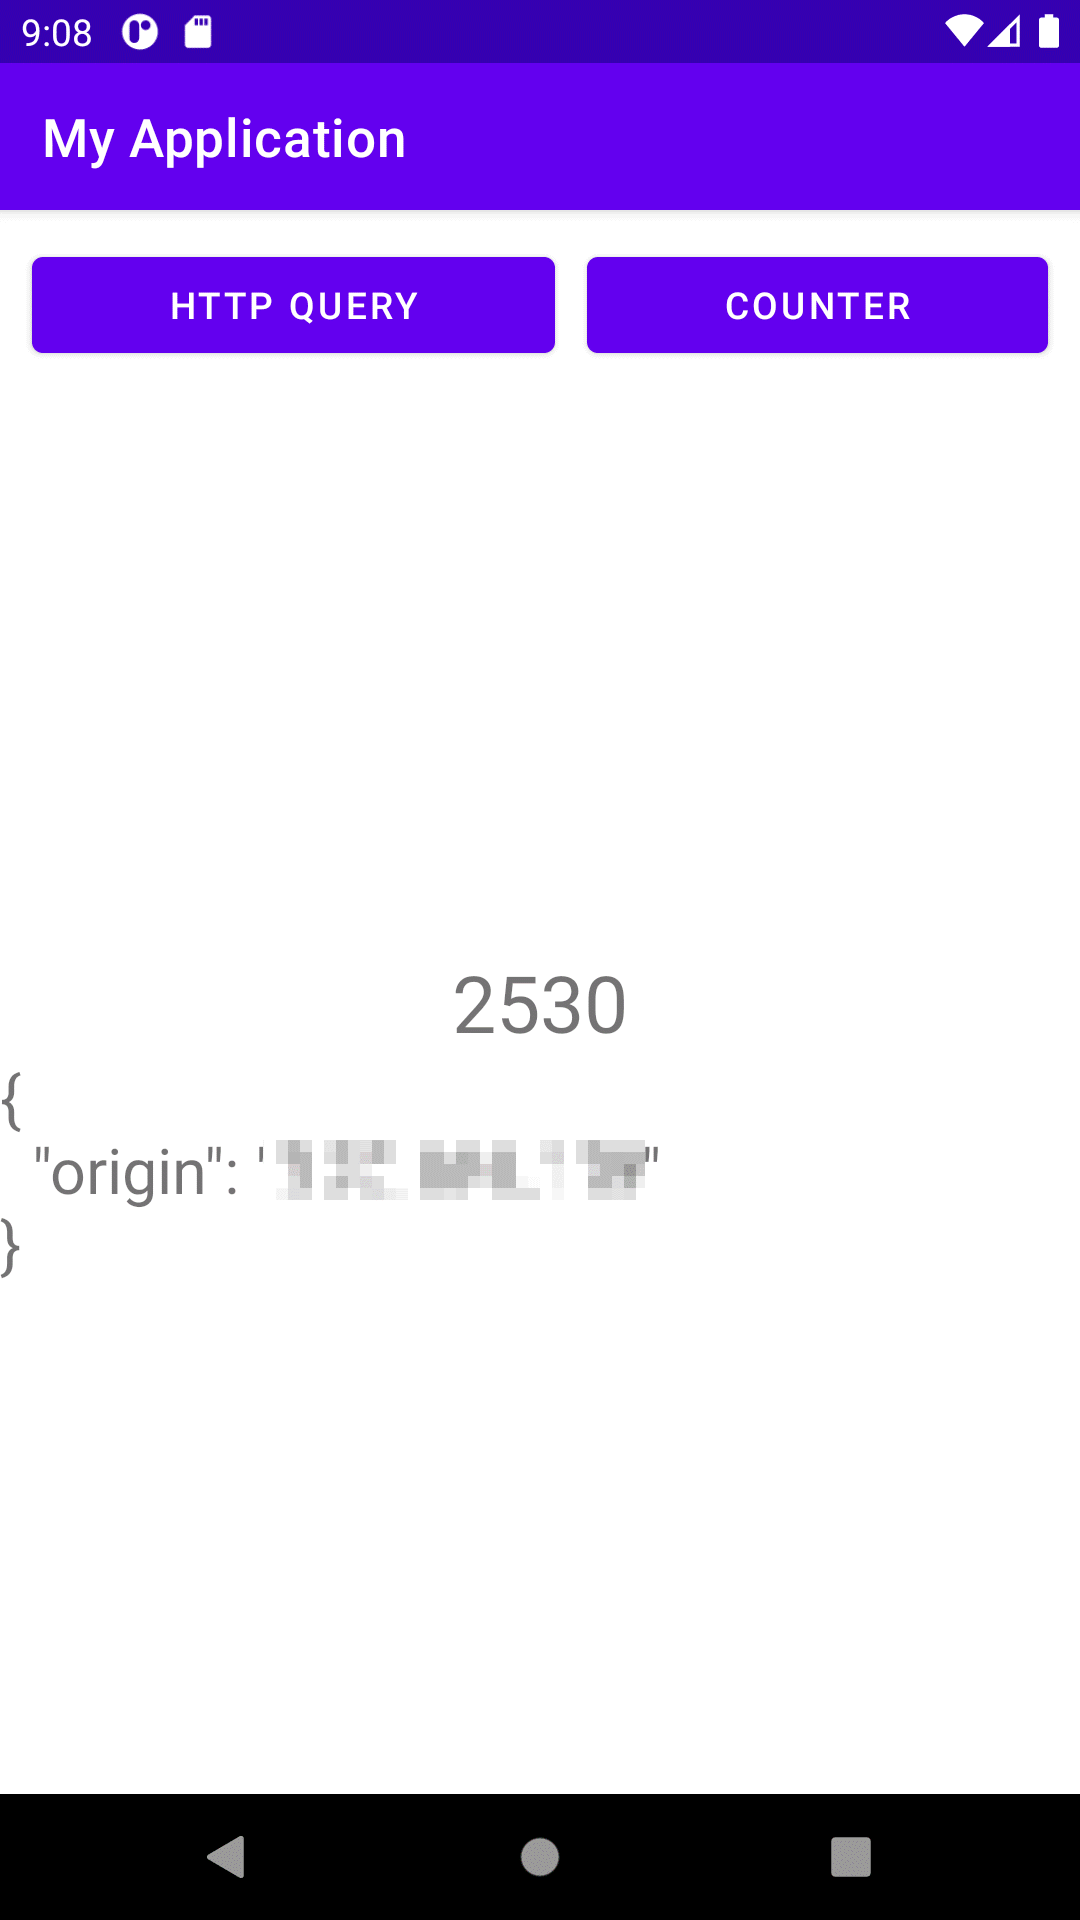 9:08
My Application
HTTP QUERY
COUNTER
2530
{
"origin": " "
}